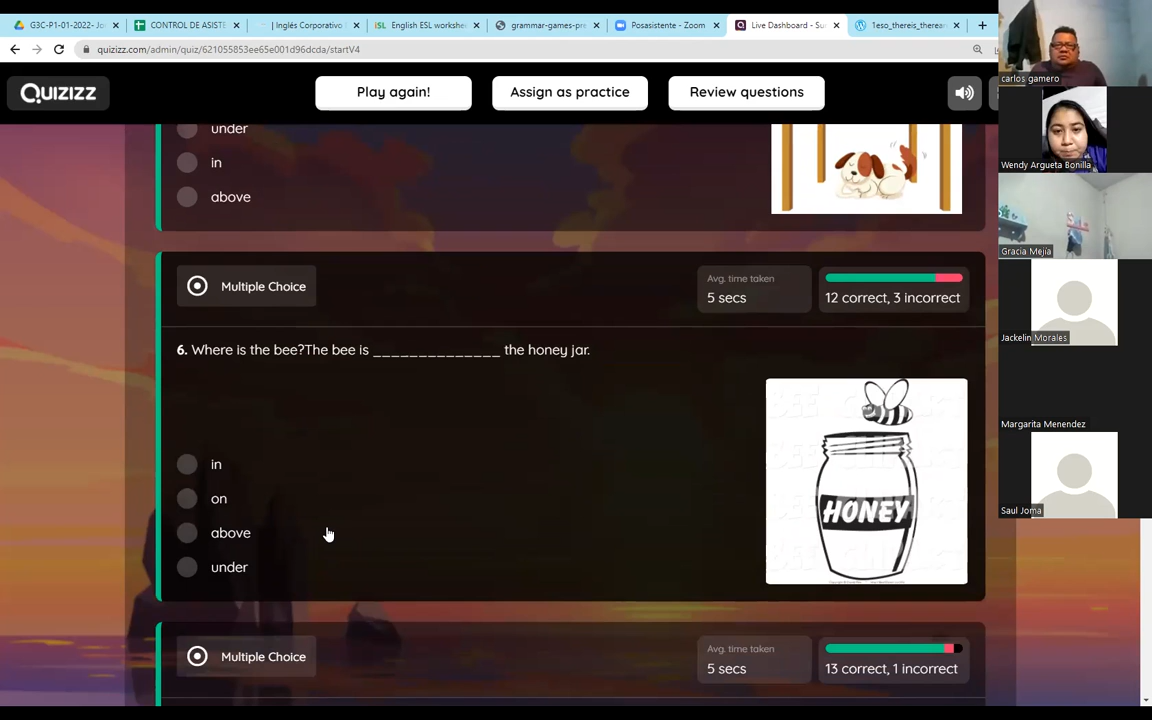 G3C-P1-01-2022- Jo
CONTROL DE ASISTE
| Inglés Corporativo
iSL English ESL workshe
grammar-games-pre
Posasistente - Zoom
Live Dashboard - Su
1eso_thereis_therear
quizizz.com/admin/quiz/621055853ee65e001d96dcda/startV4
Quizizz
Play again!
Assign as practice
Review questions
under
in
above
Multiple Choice
Avg. time taken
5 secs
12 correct, 3 incorrect
6. Where is the bee?The bee is ______________ the honey jar.
in
on
above
under
HONEY
Multiple Choice
Avg. time taken
5 secs
13 correct, 1 incorrect
carlos gamero
Wendy Argueta Bonilla
Gracia Mejía
Jackelin Morales
Margarita Menendez
Saul Joma